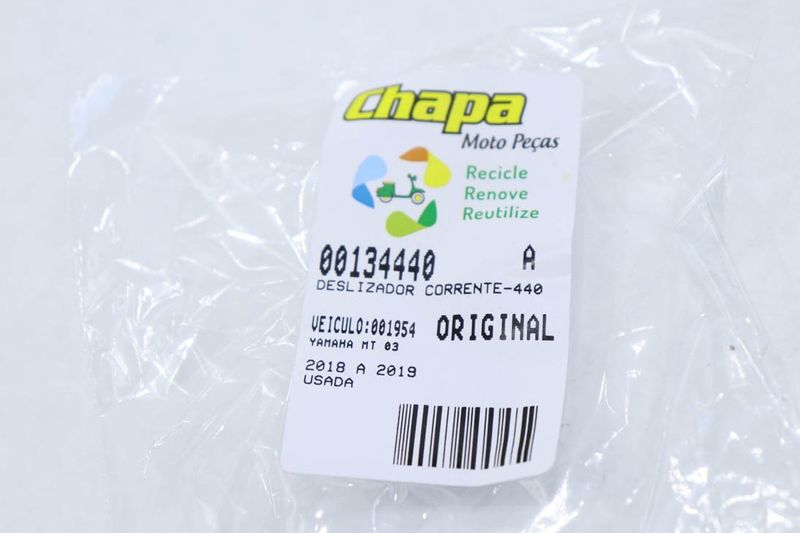 Chapa
Moto Peças
Recicle
Renove
Reutilize
00134440 A
DESLIZADOR CORRENTE-440
VEICULO:001954 ORIGINAL
YAMAHA MT 03
2018 A 2019
USADA